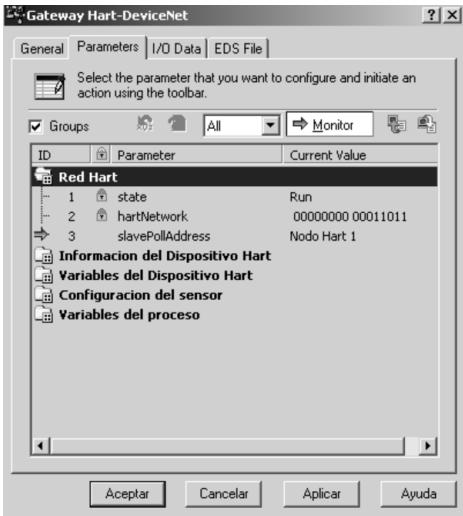 Gateway Hart-DeviceNet
General Parameters I/O Data EDS File
Select the parameter that you want to configure and initiate an
action using the toolbar.
Groups All Monitor
ID Parameter Current Value
Red Hart
1 state Run
2 hartNetwork 00000000 00011011
3 slavePollAddress Nodo Hart 1
Informacion del Dispositivo Hart
Variables del Dispositivo Hart
Configuracion del sensor
Variables del proceso
Aceptar Cancelar Aplicar Ayuda